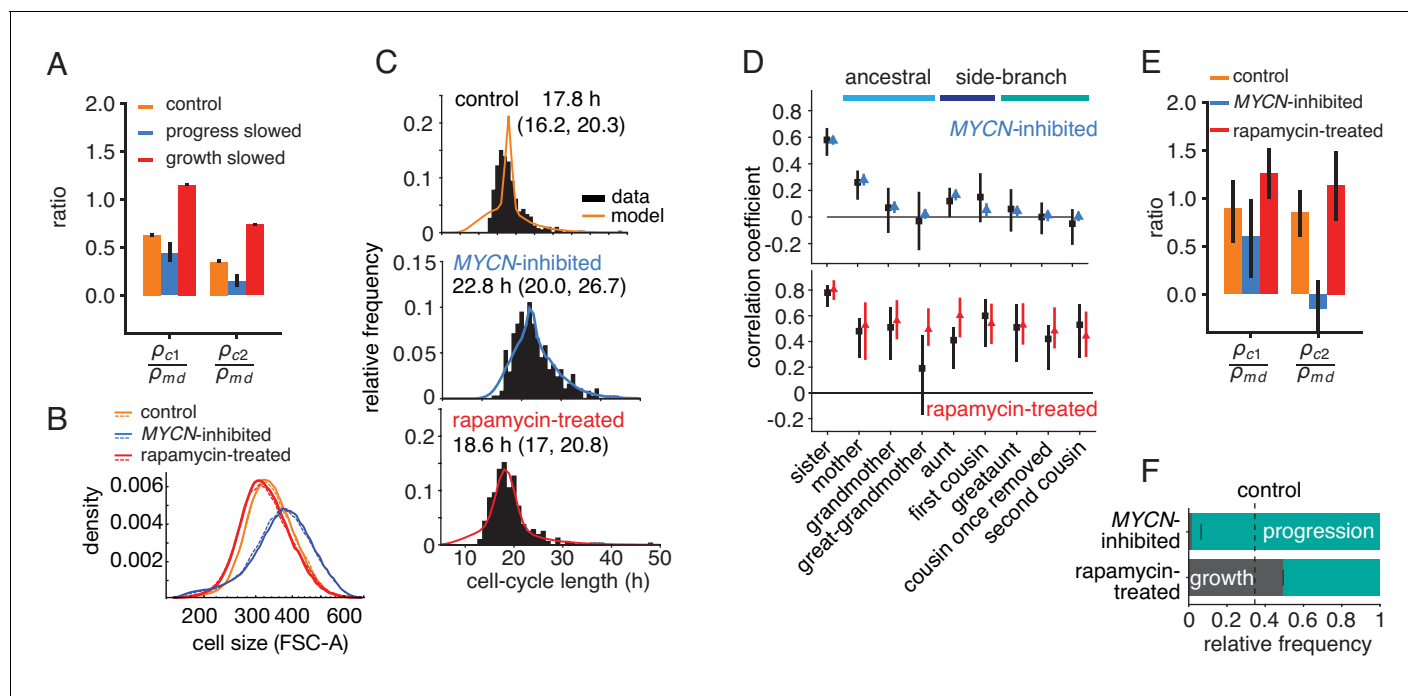 A
control
progress slowed
growth slowed
2.0
1.5
1.0
0.5
0.0
ratio
ρc1
ρmd
ρc2
ρmd
B
control
MYCN-inhibited
rapamycin-treated
0.006
0.004
0.002
density
200 300 400 600
cell size (FSC-A)
C
control 17.8 h
(16.2, 20.3)
data
model
0.3
0.2
0.1
0
MYCN-inhibited
22.8 h (20.0, 26.7)
0.15
0.1
0.05
0
relative frequency
rapamycin-treated
18.6 h (17, 20.8)
0.2
0.1
0
10 20 30 40 50
cell-cycle length (h)
D
ancestral side-branch
MYCN-inhibited
0.8
0.6
0.4
0.2
0
-0.2
correlation coefficient
0.8
0.6
0.4
0.2
0
-0.2
rapamycin-treated
sister
mother
grandmother
great-grandmother
aunt
first cousin
greataunt
cousin once removed
second cousin
E
control
MYCN-inhibited
rapamycin-treated
2.0
1.5
1.0
0.5
0.0
ratio
ρc1
ρmd
ρc2
ρmd
F
control
MYCN-
inhibited
progression
rapamycin-
treated
growth
0 0.2 0.4 0.6 0.8 1
relative frequency